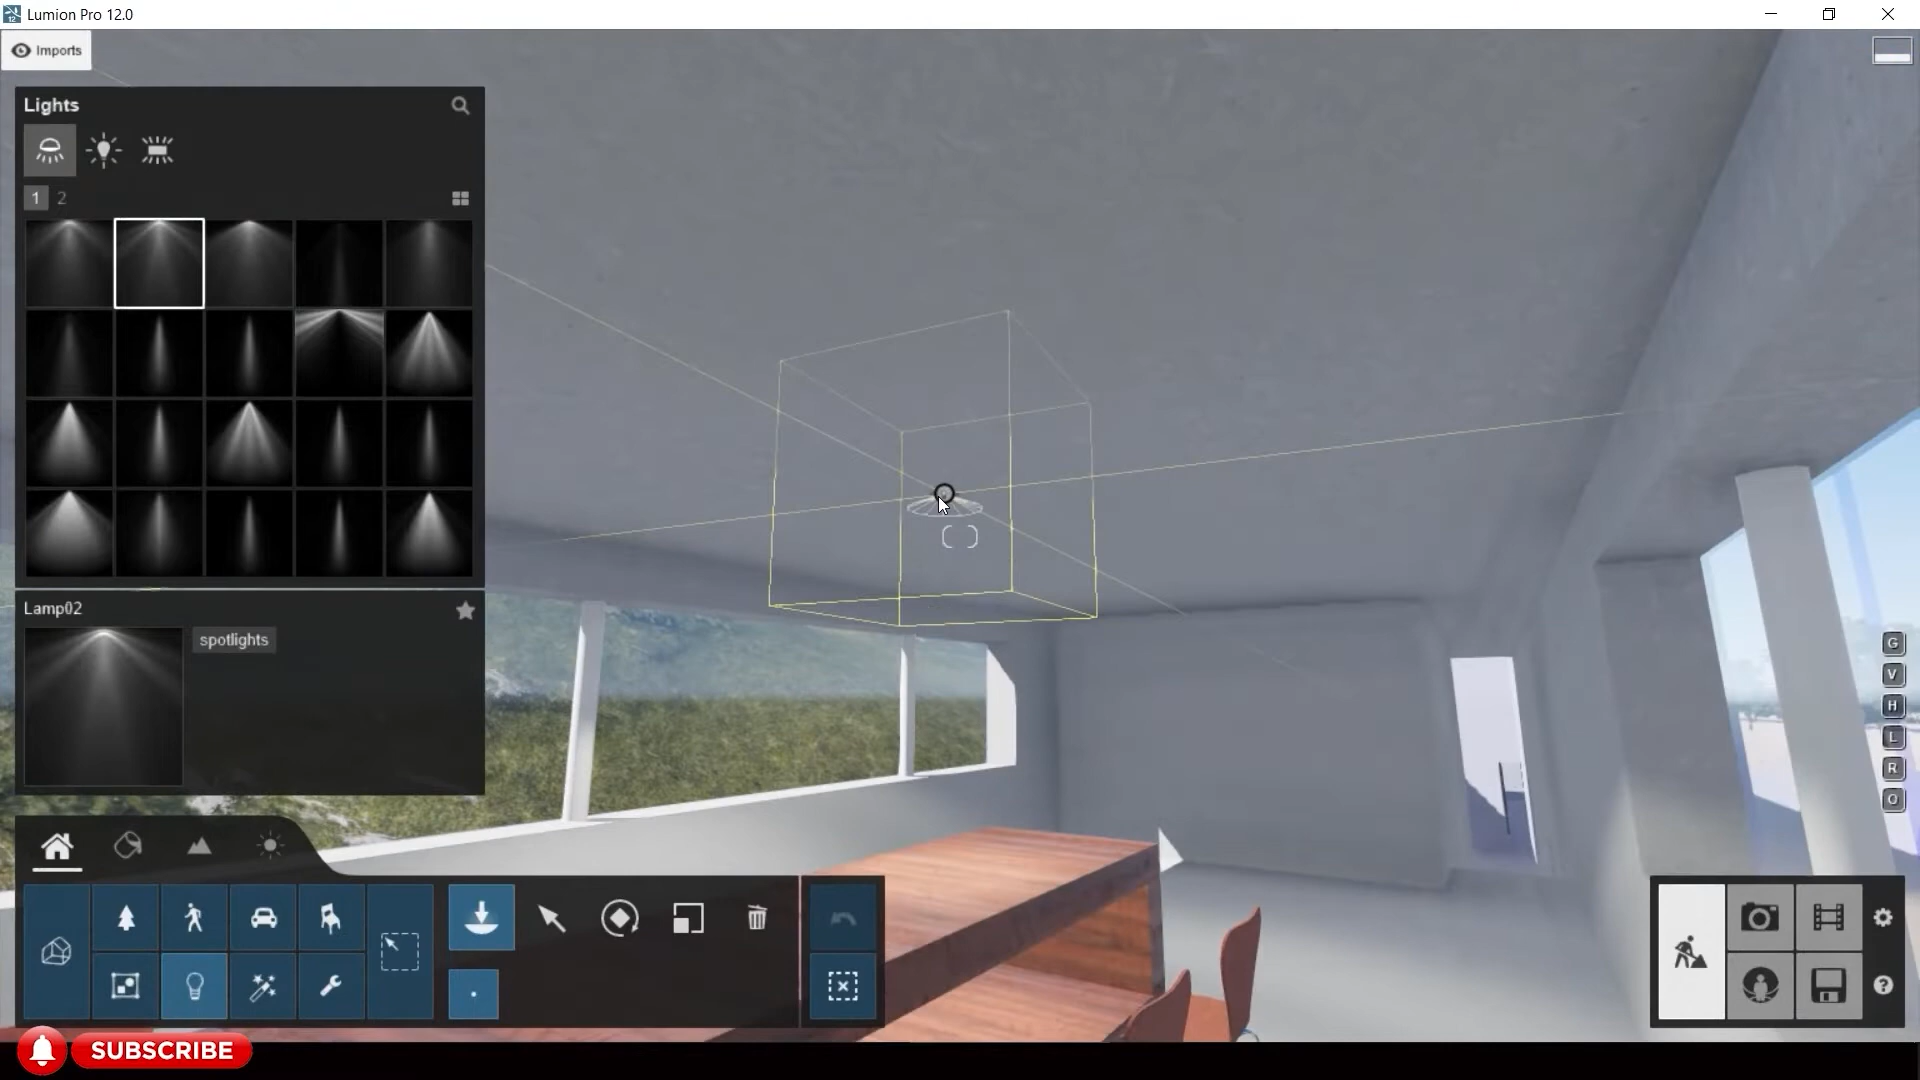 Lumion Pro 12.0
Imports
Lights
1 2
Lamp02
spotlights
G
V
H
L
R
O
?
SUBSCRIBE